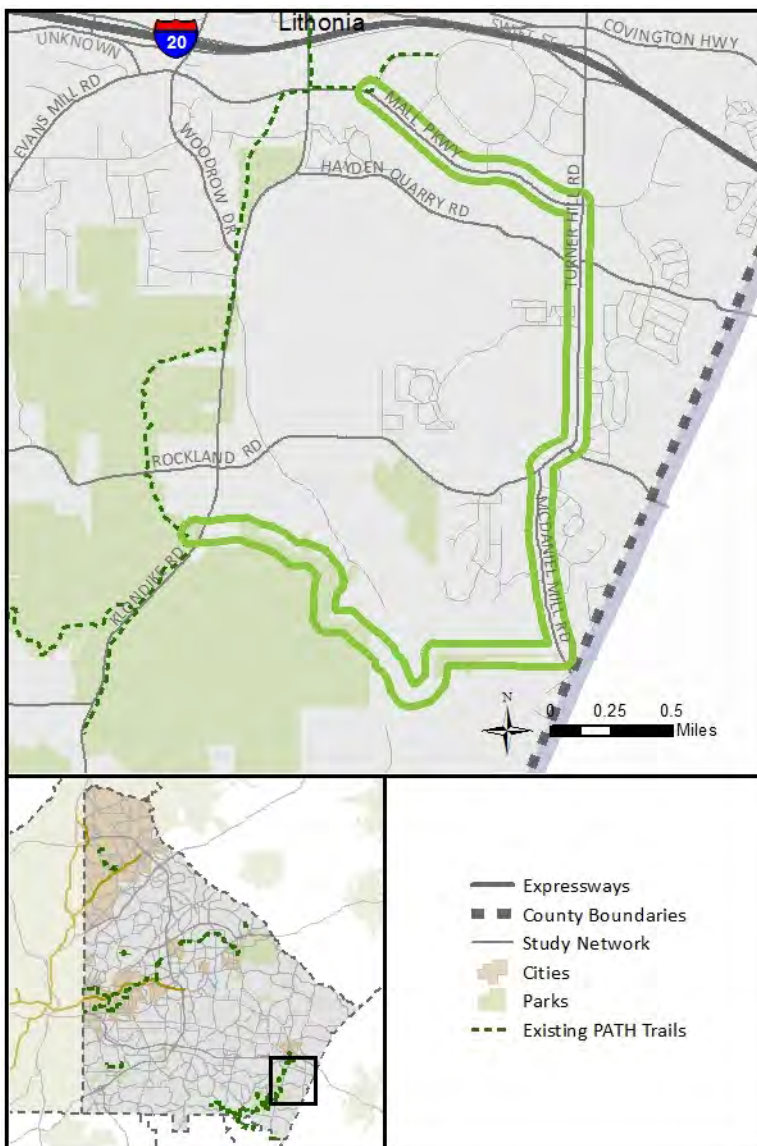 Lithonia
20
UNKNOWN
SWIFT ST
COVINGTON HWY
EVANS MILL RD
WOODROW DR
MALL PKWY
HAYDEN QUARRY RD
TURNER HILL RD
ROCKLAND RD
KLONDIKE RD
MCDANIEL MILL RD
N
0 0.25 0.5
Miles
Expressways
County Boundaries
Study Network
Cities
Parks
Existing PATH Trails